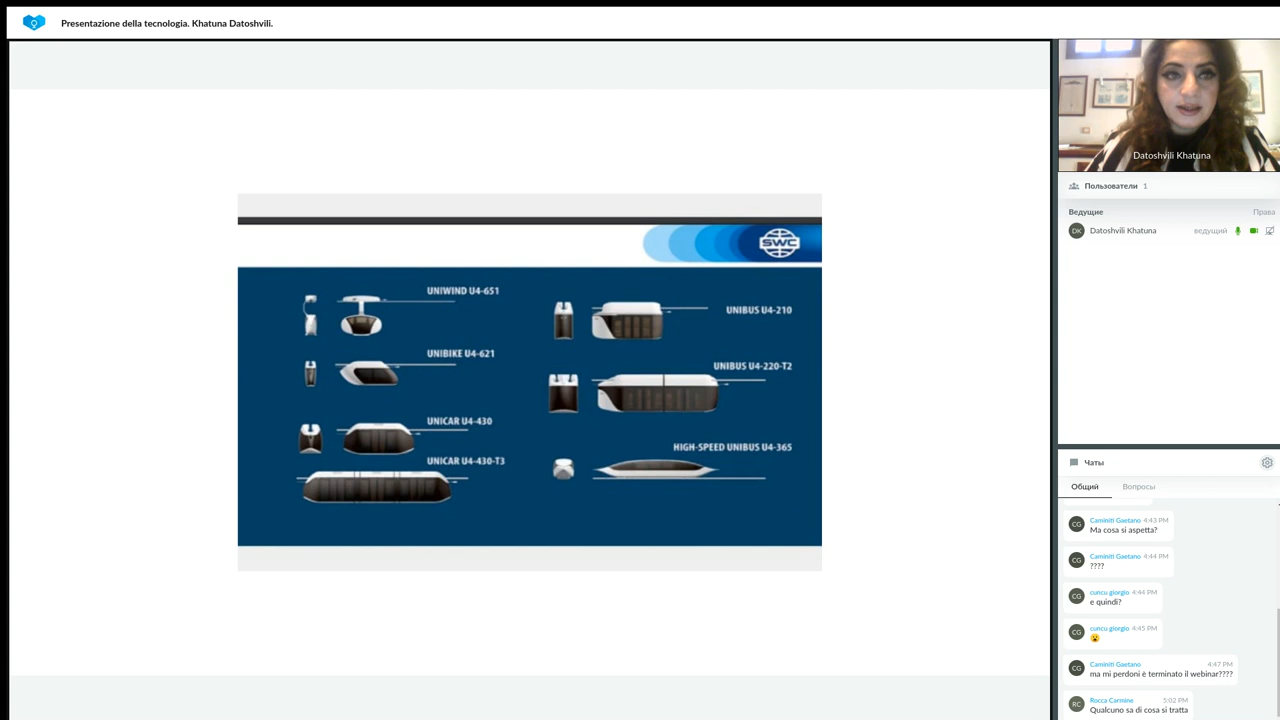 Presentazione della tecnologia. Khatuna Datoshvili.
SWC
UNIWIND U4-651
UNIBIKE U4-621
UNICAR U4-430
UNICAR U4-430-T3
UNIBUS U4-210
UNIBUS U4-220-T2
HIGH-SPEED UNIBUS U4-365
Datoshvili Khatuna
Пользователи 1
Ведущие Права
DK Datoshvili Khatuna ведущий
Чаты
Общий Вопросы
CG Caminiti Gaetano 4:43 PM
Ma cosa si aspetta?
CG Caminiti Gaetano 4:44 PM
????
CG cuncu giorgio 4:44 PM
e quindi?
CG cuncu giorgio 4:45 PM
😮
CG Caminiti Gaetano 4:47 PM
ma mi perdoni è terminato il webinar????
RC Rocca Carmine 5:02 PM
Qualcuno sa di cosa si tratta